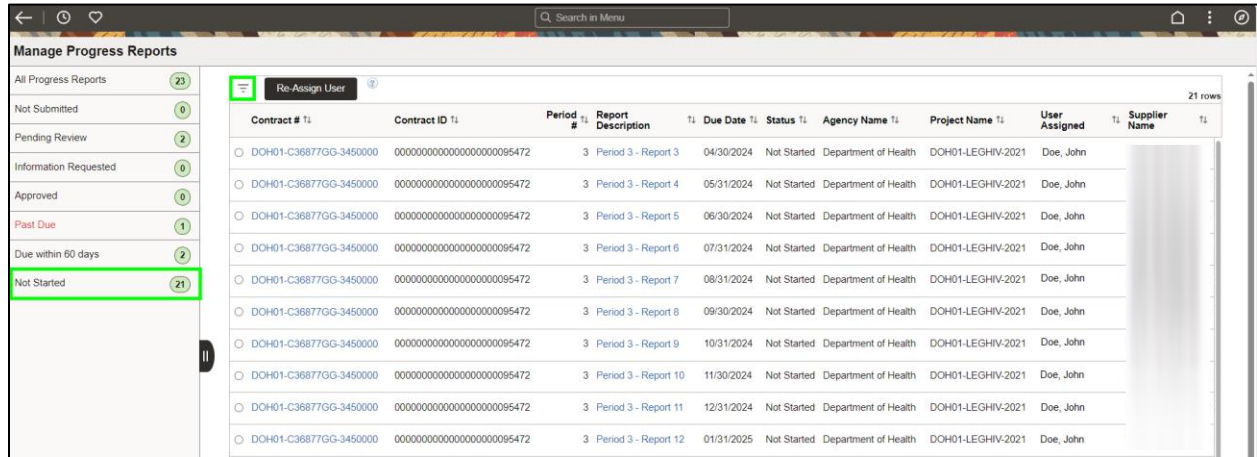 Search in Menu
Manage Progress Reports
All Progress Reports 23
Not Submitted 0
Pending Review 2
Information Requested 0
Approved 0
Past Due 1
Due within 60 days 2
Not Started 21
Re-Assign User ?
21 rows
Contract # Contract ID Period # Report Description Due Date Status Agency Name Project Name User Assigned Supplier Name
DOH01-C36877GG-3450000 0000000000000000000095472 3 Period 3 - Report 3 04/30/2024 Not Started Department of Health DOH01-LEGHIV-2021 Doe, John
DOH01-C36877GG-3450000 0000000000000000000095472 3 Period 3 - Report 4 05/31/2024 Not Started Department of Health DOH01-LEGHIV-2021 Doe, John
DOH01-C36877GG-3450000 0000000000000000000095472 3 Period 3 - Report 5 06/30/2024 Not Started Department of Health DOH01-LEGHIV-2021 Doe, John
DOH01-C36877GG-3450000 0000000000000000000095472 3 Period 3 - Report 6 07/31/2024 Not Started Department of Health DOH01-LEGHIV-2021 Doe, John
DOH01-C36877GG-3450000 0000000000000000000095472 3 Period 3 - Report 7 08/31/2024 Not Started Department of Health DOH01-LEGHIV-2021 Doe, John
DOH01-C36877GG-3450000 0000000000000000000095472 3 Period 3 - Report 8 09/30/2024 Not Started Department of Health DOH01-LEGHIV-2021 Doe, John
DOH01-C36877GG-3450000 0000000000000000000095472 3 Period 3 - Report 9 10/31/2024 Not Started Department of Health DOH01-LEGHIV-2021 Doe, John
DOH01-C36877GG-3450000 0000000000000000000095472 3 Period 3 - Report 10 11/30/2024 Not Started Department of Health DOH01-LEGHIV-2021 Doe, John
DOH01-C36877GG-3450000 0000000000000000000095472 3 Period 3 - Report 11 12/31/2024 Not Started Department of Health DOH01-LEGHIV-2021 Doe, John
DOH01-C36877GG-3450000 0000000000000000000095472 3 Period 3 - Report 12 01/31/2025 Not Started Department of Health DOH01-LEGHIV-2021 Doe, John